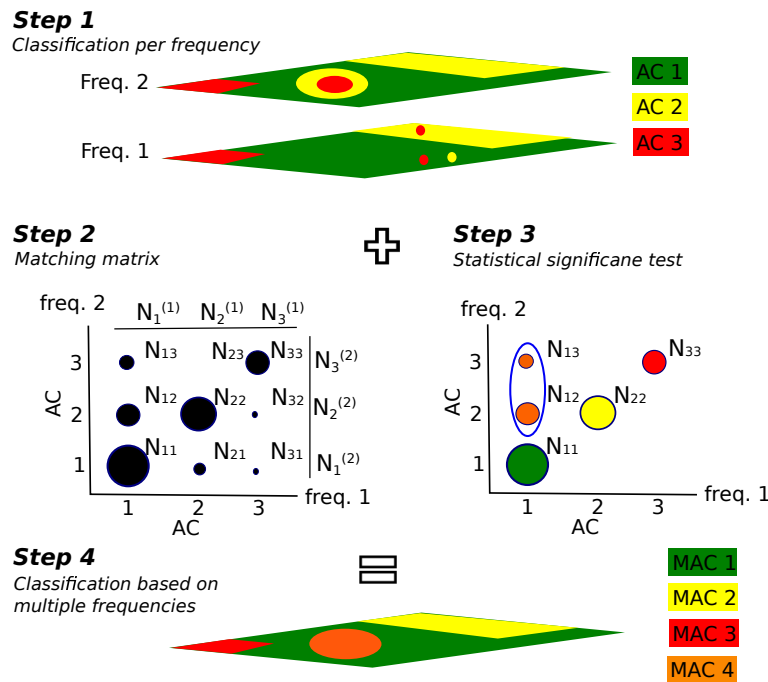 Step 1
Classification per frequency
Freq. 2
Freq. 1
AC 1
AC 2
AC 3
Step 2
Matching matrix
freq. 2
N₁⁽¹⁾ N₂⁽¹⁾ N₃⁽¹⁾
3 N₁₃ N₂₃ N₃₃ N₃⁽²⁾
AC
2 N₁₂ N₂₂ N₃₂ N₂⁽²⁾
1 N₁₁ N₂₁ N₃₁ N₁⁽²⁾
freq. 1
1 2 3
AC
Step 3
Statistical significane test
freq. 2
3 N₁₃ N₃₃
AC
2 N₁₂ N₂₂
1 N₁₁
freq. 1
1 2 3
AC
Step 4
Classification based on
multiple frequencies
MAC 1
MAC 2
MAC 3
MAC 4